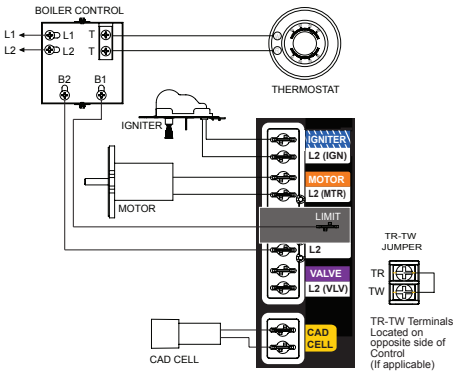 BOILER CONTROL
L1 L1 T
L2 L2 T
B2 B1
THERMOSTAT
IGNITER
IGNITER
L2 (IGN)
MOTOR
L2 (MTR)
MOTOR
LIMIT
L2
VALVE
L2 (VLV)
CAD
CELL
CAD CELL
TR-TW
JUMPER
TR
TW
TR-TW Terminals
Located on
opposite side of
Control
(If applicable)